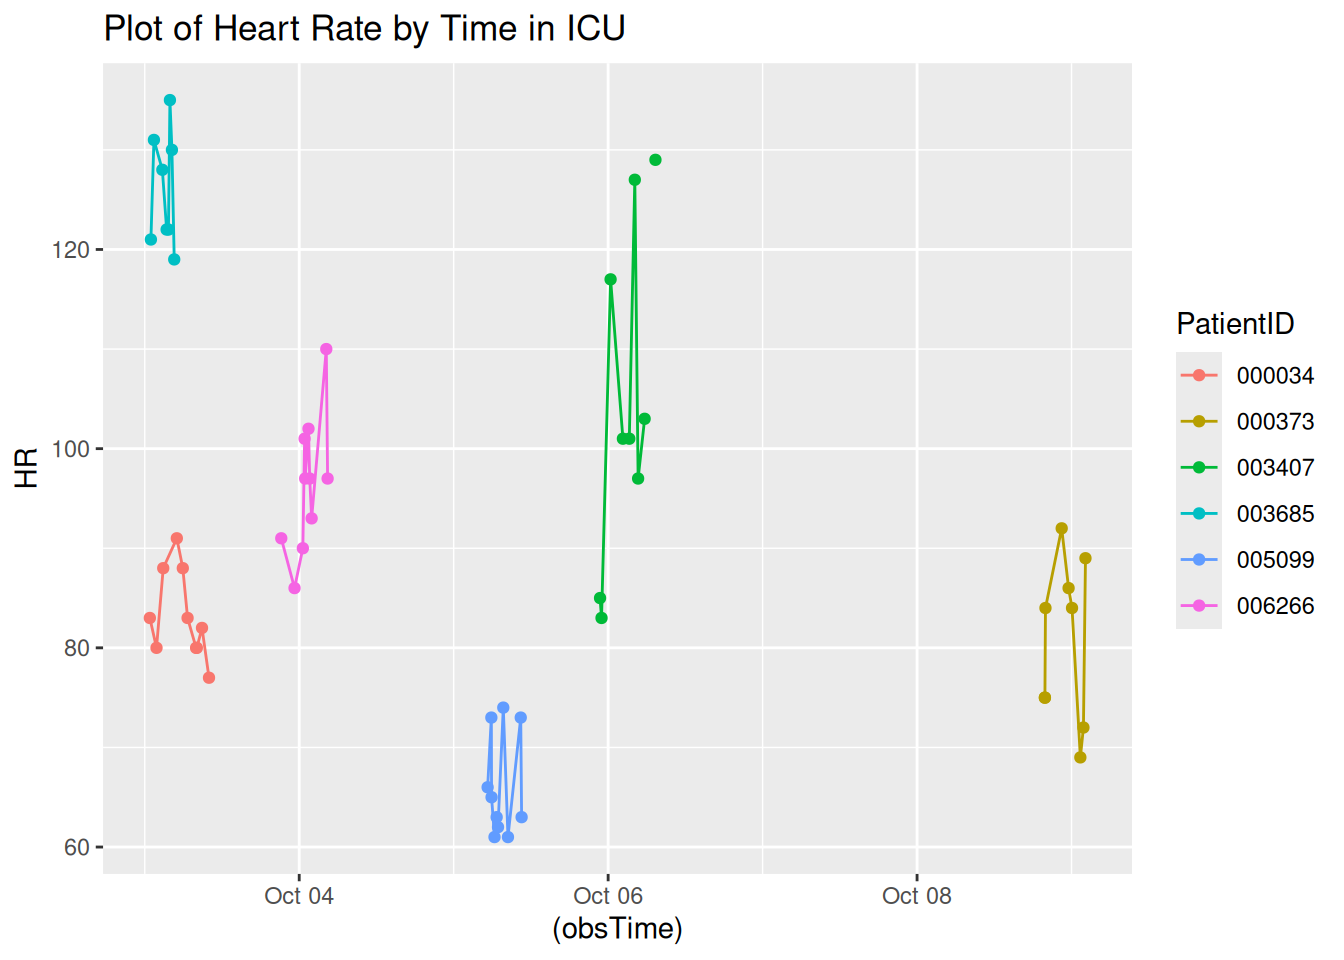 Plot of Heart Rate by Time in ICU
HR
120
100
80
60
Oct 04
Oct 06
Oct 08
(obsTime)
PatientID
000034
000373
003407
003685
005099
006266